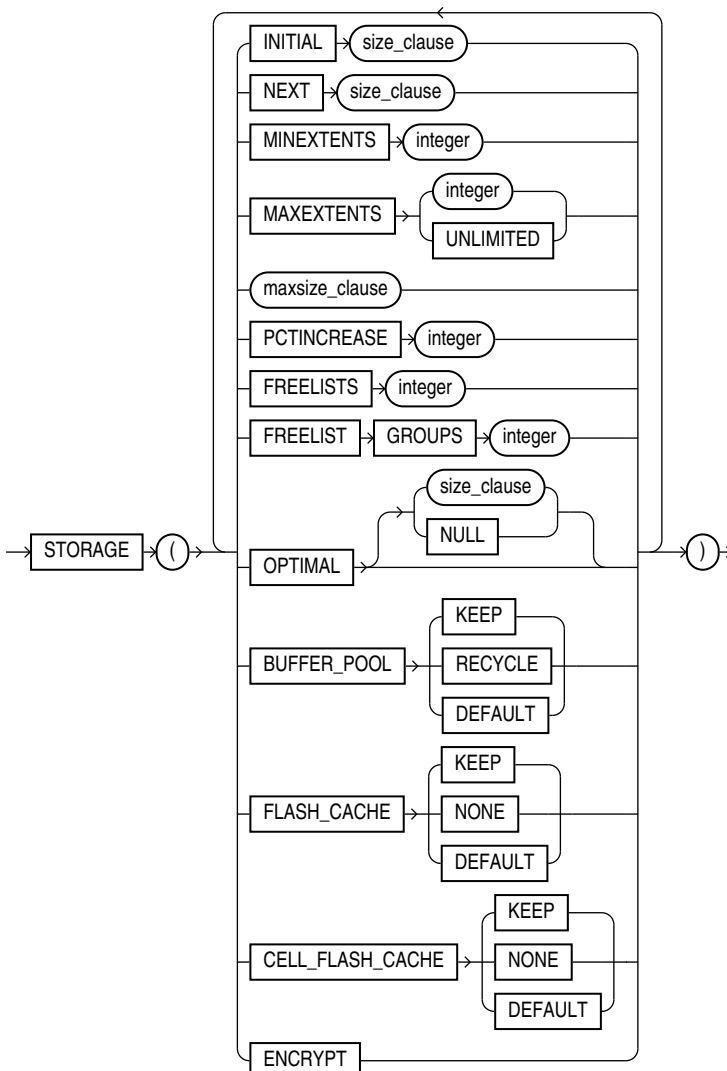 INITIAL size_clause
NEXT size_clause
MINEXTENTS integer
MAXEXTENTS integer
UNLIMITED
maxsize_clause
PCTINCREASE integer
FREELISTS integer
FREELIST GROUPS integer
size_clause
NULL
STORAGE ( OPTIMAL )
KEEP
BUFFER_POOL RECYCLE
DEFAULT
KEEP
FLASH_CACHE NONE
DEFAULT
KEEP
CELL_FLASH_CACHE NONE
DEFAULT
ENCRYPT